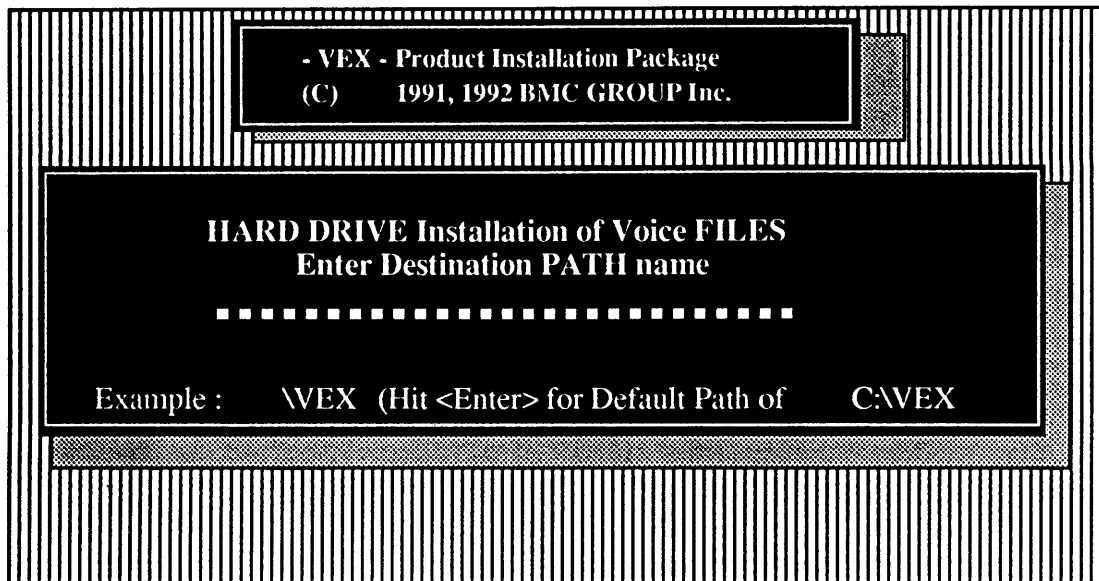 - VEX - Product Installation Package
(C) 1991, 1992 BMC GROUP Inc.
HARD DRIVE Installation of Voice FILES
Enter Destination PATH name
Example : \VEX (Hit <Enter> for Default Path of C:\VEX